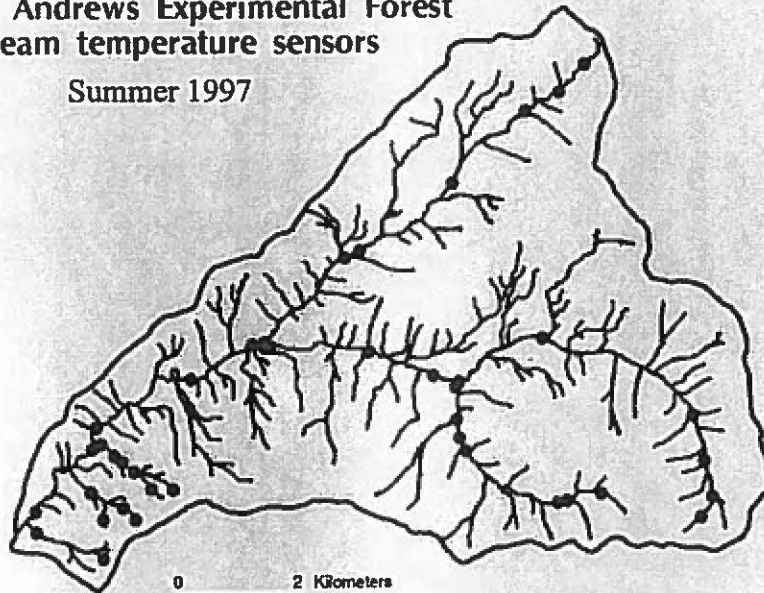 Andrews Experimental Forest
eam temperature sensors
Summer 1997
0 2 Kilometers